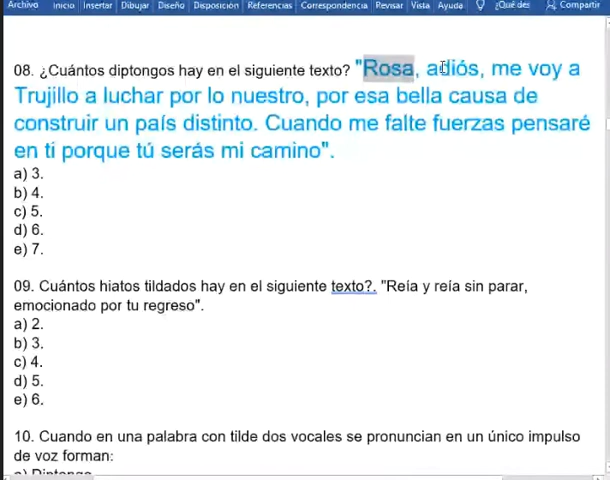 Archivo Inicio Insertar Dibujar Diseño Disposición Referencias Correspondencia Revisar Vista Ayuda ¿Qué des Compartir
08. ¿Cuántos diptongos hay en el siguiente texto? "Rosa, adiós, me voy a
Trujillo a luchar por lo nuestro, por esa bella causa de
construir un país distinto. Cuando me falte fuerzas pensaré
en ti porque tú serás mi camino".
a) 3.
b) 4.
c) 5.
d) 6.
e) 7.
09. Cuántos hiatos tildados hay en el siguiente texto?. "Reía y reía sin parar,
emocionado por tu regreso".
a) 2.
b) 3.
c) 4.
d) 5.
e) 6.
10. Cuando en una palabra con tilde dos vocales se pronuncian en un único impulso
de voz forman:
a) Diptongo